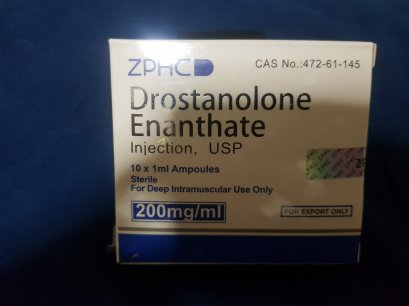 ZPHC
CAS No.:472-61-145
Drostanolone
Enanthate
Injection, USP
10 x 1ml Ampoules
Sterile
For Deep Intramuscular Use Only
200mg/ml
FOR EXPORT ONLY